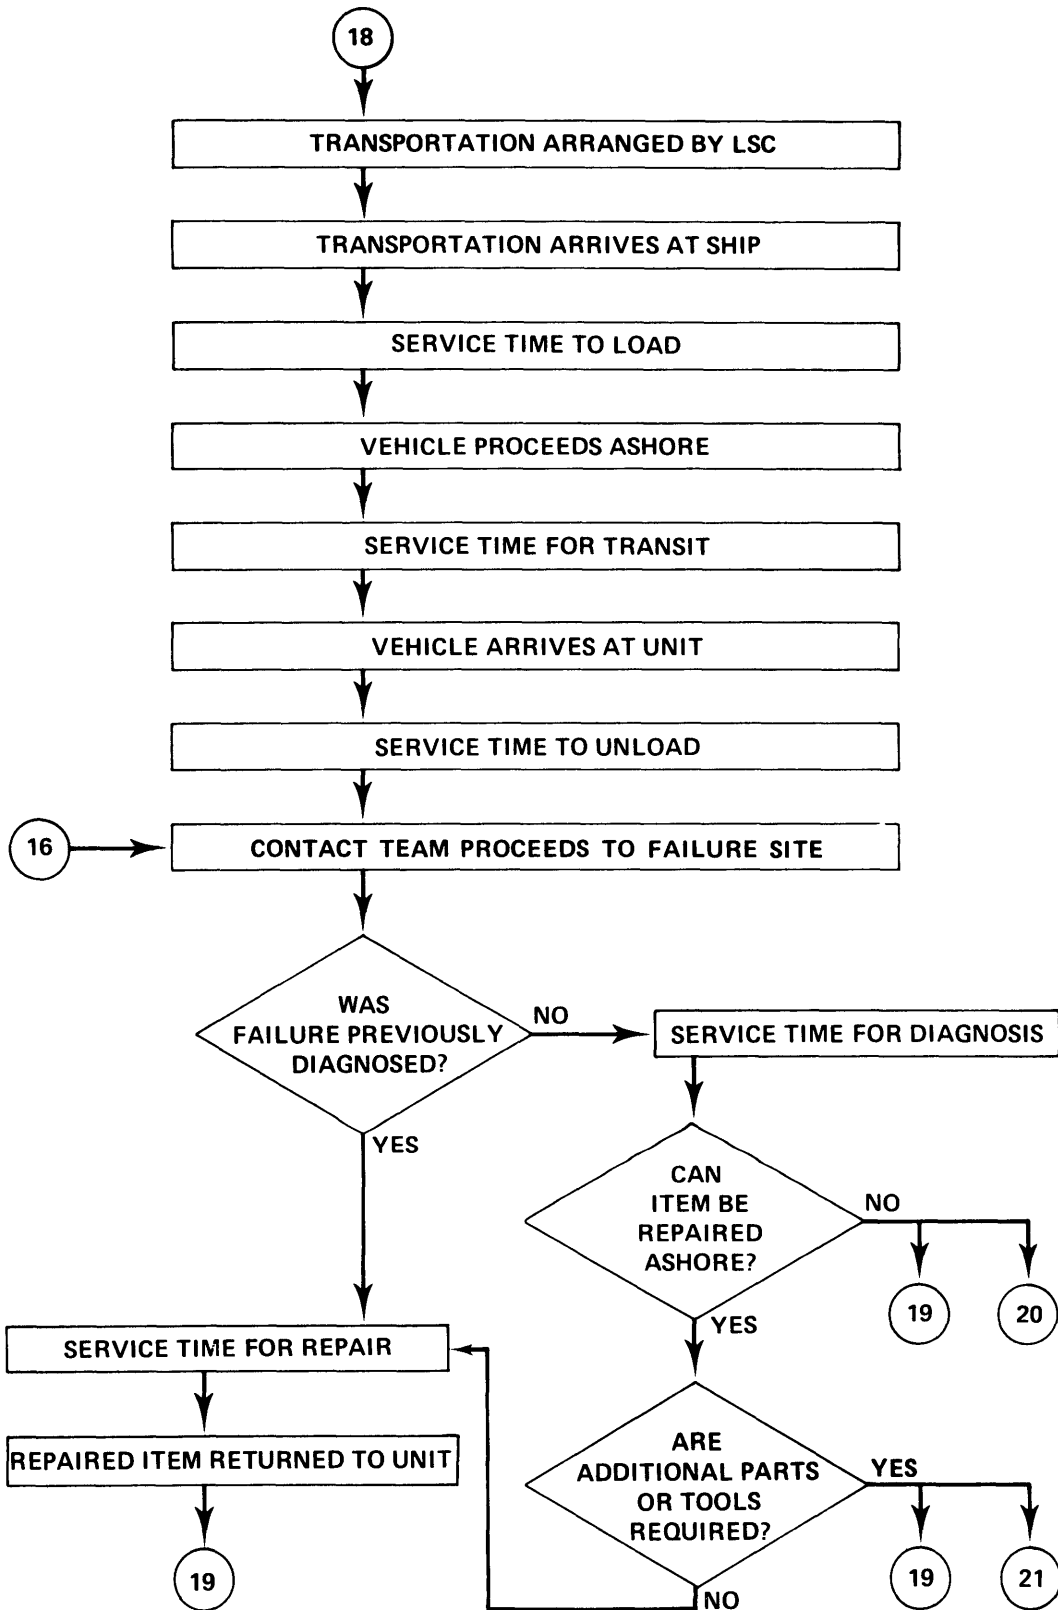 18
TRANSPORTATION ARRANGED BY LSC
TRANSPORTATION ARRIVES AT SHIP
SERVICE TIME TO LOAD
VEHICLE PROCEEDS ASHORE
SERVICE TIME FOR TRANSIT
VEHICLE ARRIVES AT UNIT
SERVICE TIME TO UNLOAD
16
CONTACT TEAM PROCEEDS TO FAILURE SITE
WAS
FAILURE PREVIOUSLY
DIAGNOSED?
NO
SERVICE TIME FOR DIAGNOSIS
YES
CAN
ITEM BE
REPAIRED
ASHORE?
NO
19
20
YES
SERVICE TIME FOR REPAIR
REPAIRED ITEM RETURNED TO UNIT
19
ARE
ADDITIONAL PARTS
OR TOOLS
REQUIRED?
YES
19
21
NO